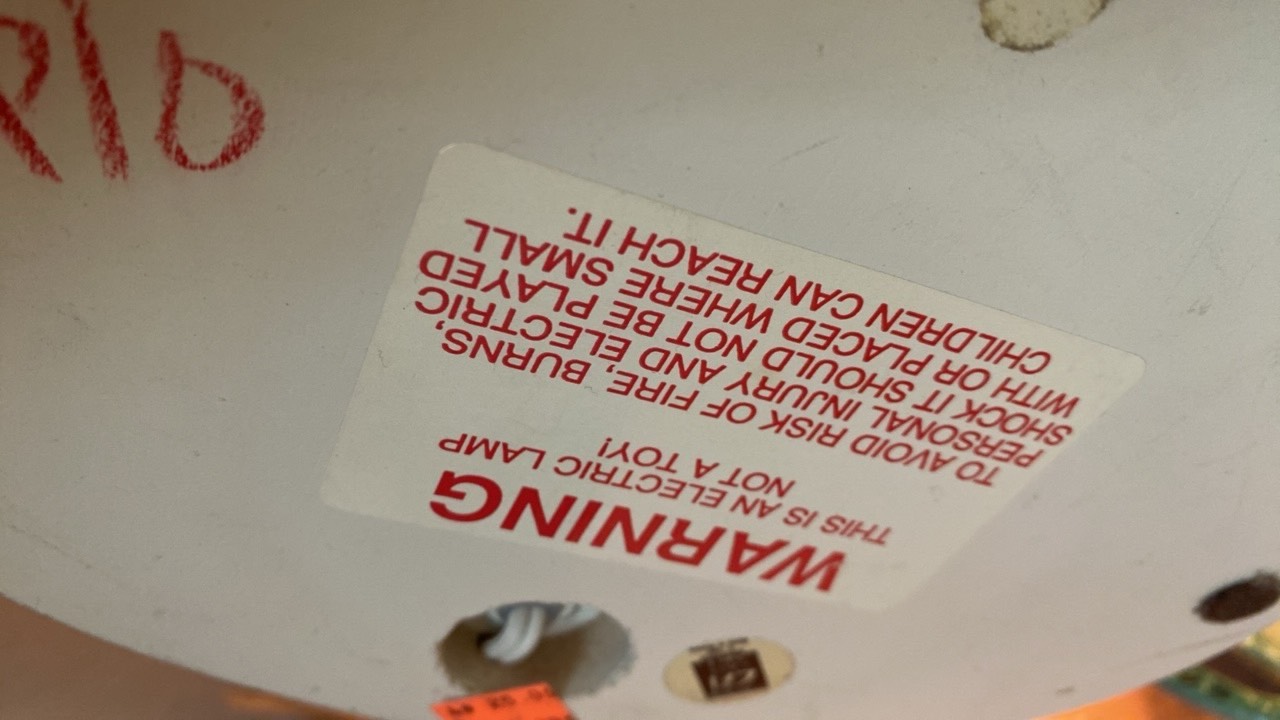 WARNING
THIS IS AN ELECTRIC LAMP
NOT A TOY!
TO AVOID RISK OF FIRE, BURNS,
PERSONAL INJURY AND ELECTRIC
SHOCK IT SHOULD NOT BE PLAYED
WITH OR PLACED WHERE SMALL
CHILDREN CAN REACH IT.